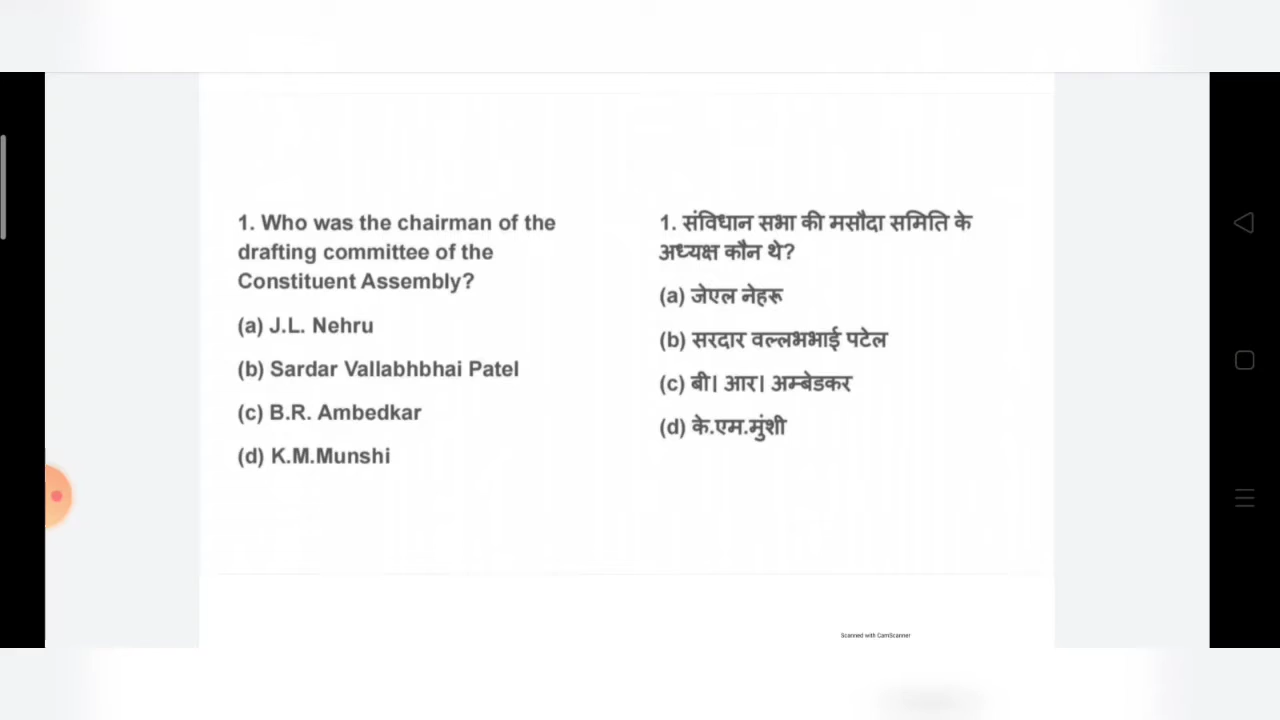 1. Who was the chairman of the
drafting committee of the
Constituent Assembly?
(a) J.L. Nehru
(b) Sardar Vallabhbhai Patel
(c) B.R. Ambedkar
(d) K.M.Munshi
1. संविधान सभा की मसौदा समिति के
अध्यक्ष कौन थे?
(a) जेएल नेहरू
(b) सरदार वल्लभभाई पटेल
(c) बी। आर। अम्बेडकर
(d) के.एम.मुंशी
Scanned with CamScanner